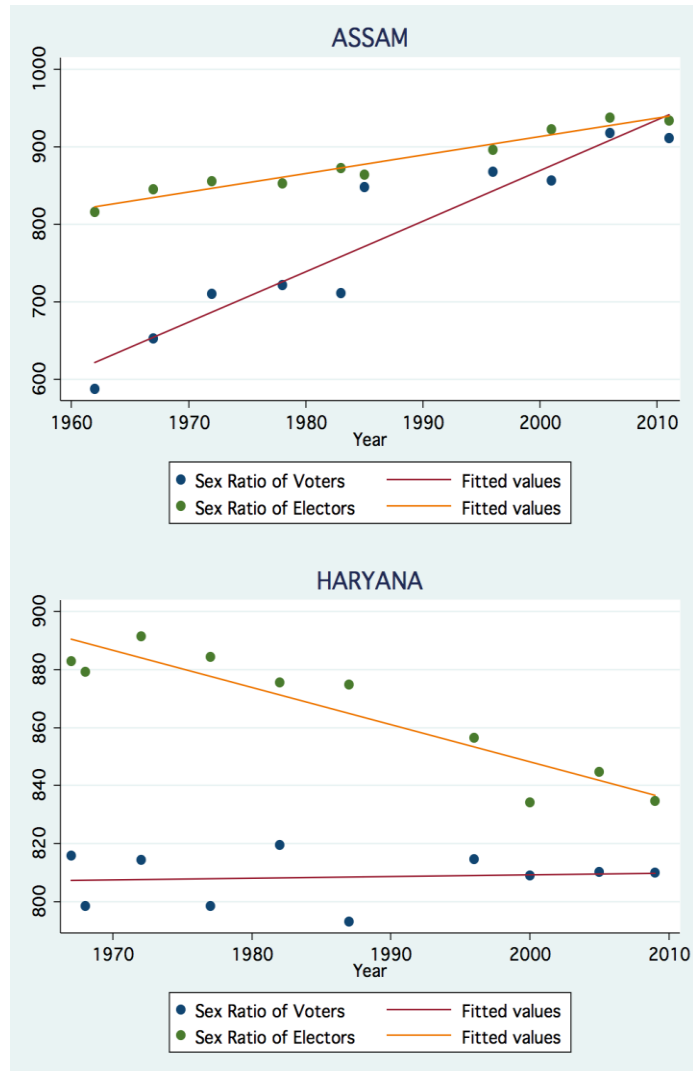 ASSAM
1000
900
800
700
600
1960 1970 1980 1990 2000 2010
Year
Sex Ratio of Voters Fitted values
Sex Ratio of Electors Fitted values
HARYANA
900
880
860
840
820
800
1970 1980 1990 2000 2010
Year
Sex Ratio of Voters Fitted values
Sex Ratio of Electors Fitted values